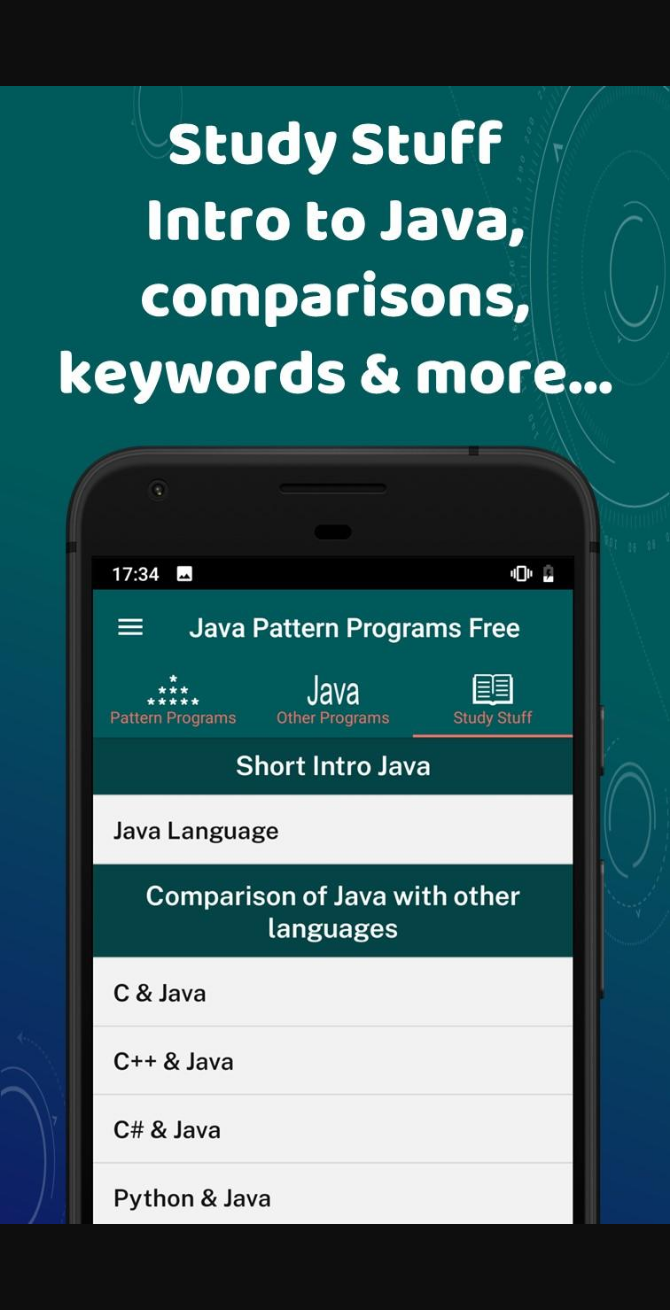 Study Stuff
Intro to Java,
comparisons,
keywords & more...
17:34
Java Pattern Programs Free
Java
Pattern Programs
Other Programs
Study Stuff
Short Intro Java
Java Language
Comparison of Java with other
languages
C & Java
C++ & Java
C# & Java
Python & Java